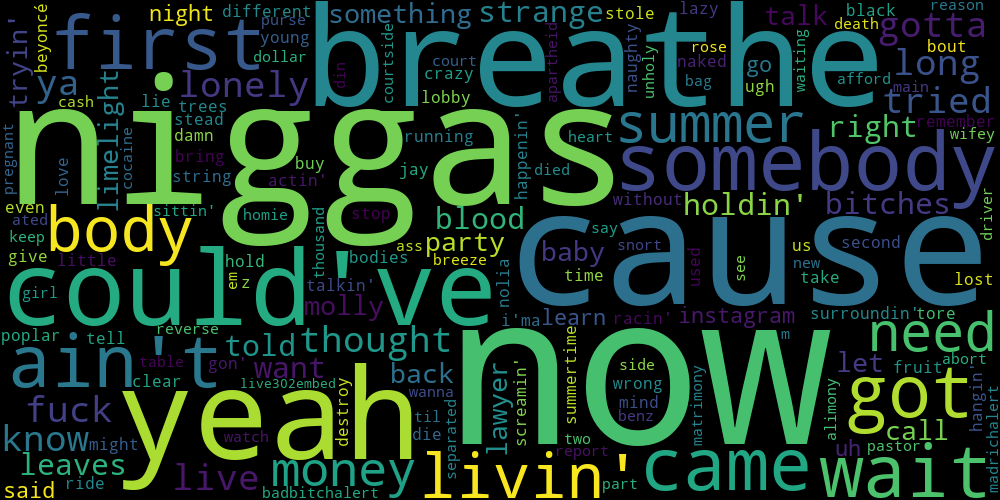 tryin'
beyoncé
ya
first
night
purse
different
young
dollar
breathe
din
courtside
something
court
crazy
lobby
strange
stole
apartheid
naughty
unholy
lazy
rose
naked
bag
talk
go
ugh
waiting
black
death
bout
afford
gotta
reason
long
main
tried
remember
wifey
lonely
cash
lie
trees
stead
damn
bring
string
actin'
buy
running
jay
heart
died
happenin'
summer
right
somebody
pregnant
love
limelight
cocaine
niggas
homie
stop
sittin'
thousand
even
ated
keep
give
body
little
ass
party
blood
breeze
bodies
without
holdin'
bitches
say
snort
baby
time
used
see
us
new
take
second
driver
lost
cause
could've
girl
hold
em
z
talkin'
molly
nolia
i'ma
learn
racin'
instagram
surroundin'
tore
poplar
tell
reverse
told
thought
need
ain't
table
gon'
clear
want
live302embed
back
wanna
now
lawyer
screamin'
summertime
side
wrong
mind
benz
matrimony
m
let
fruit
abort
hangin'
fuck
might
yeah
watch
destroy
til
die
separated
two
report
part
got
alimony
uh
call
pastor
know
leaves
ride
said
live
badbitchalert
money
livin'
came
wait
madrichalert